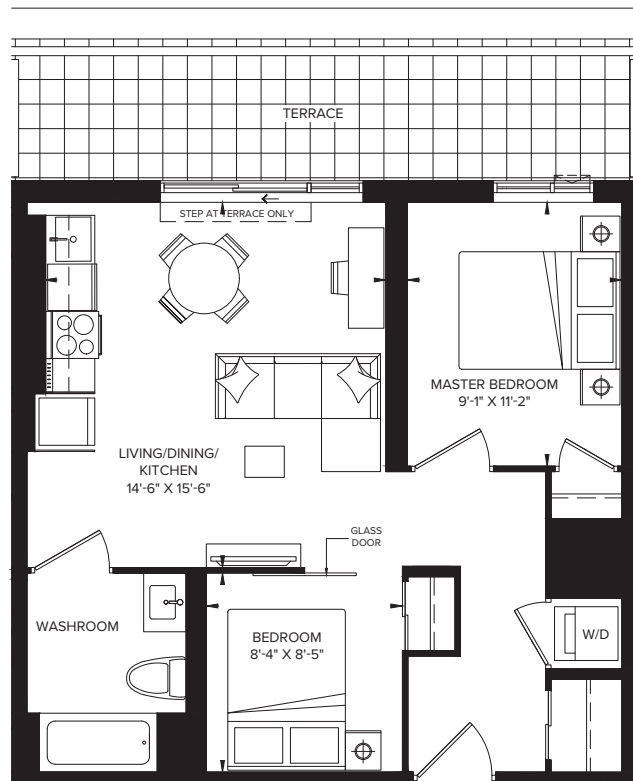 TERRACE
STEP AT TERRACE ONLY
MASTER BEDROOM
9'-1" X 11'-2"
LIVING/DINING/
KITCHEN
14'-6" X 15'-6"
GLASS
DOOR
WASHROOM
BEDROOM
8'-4" X 8'-5"
W/D